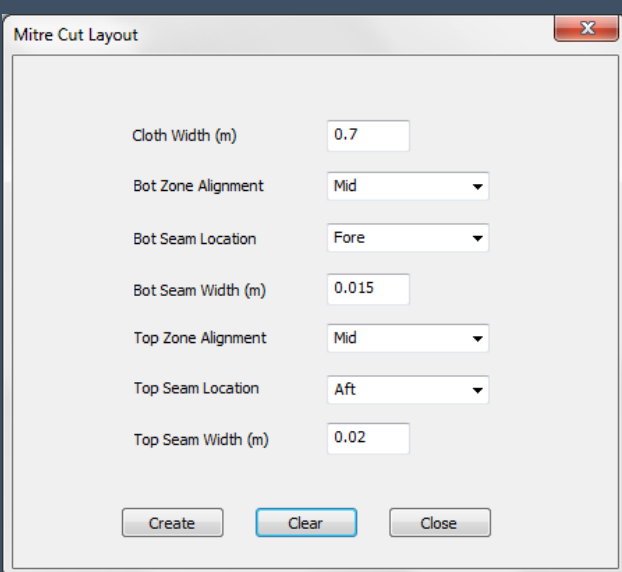 Mitre Cut Layout
Cloth Width (m) 0.7
Bot Zone Alignment Mid
Bot Seam Location Fore
Bot Seam Width (m) 0.015
Top Zone Alignment Mid
Top Seam Location Aft
Top Seam Width (m) 0.02
Create Clear Close